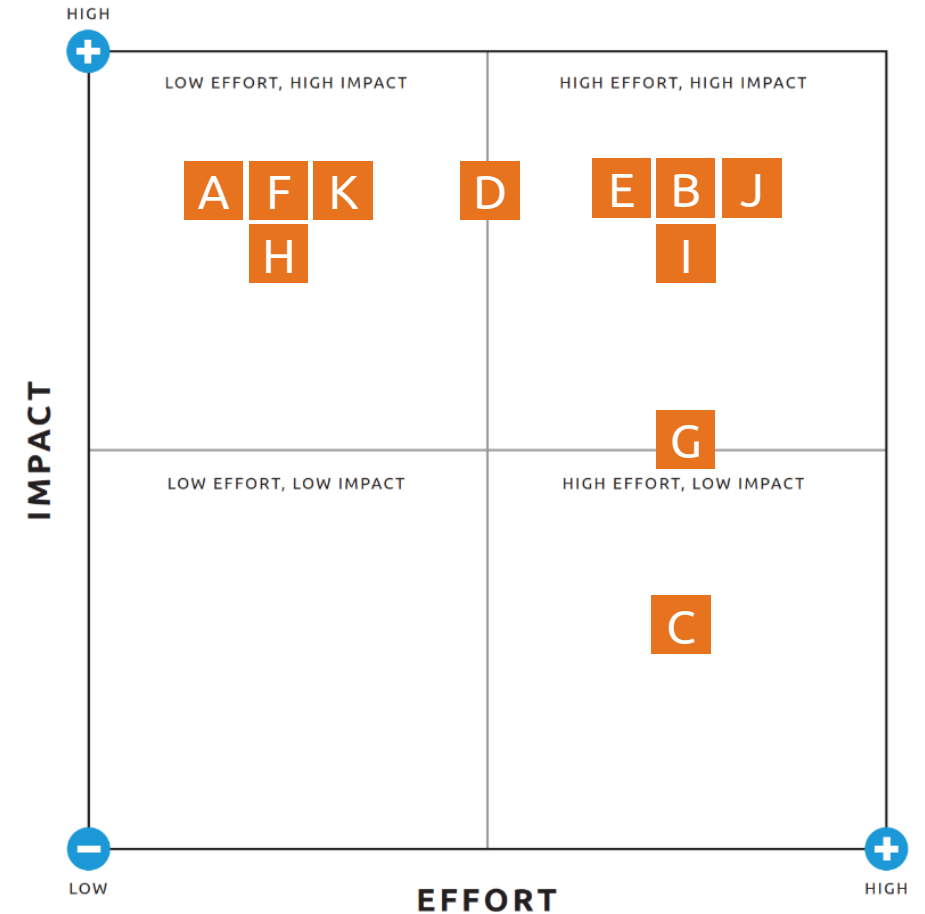 HIGH
LOW EFFORT, HIGH IMPACT
HIGH EFFORT, HIGH IMPACT
A F K D E B J
H I
IMPACT
G
LOW EFFORT, LOW IMPACT
HIGH EFFORT, LOW IMPACT
C
LOW
EFFORT
HIGH